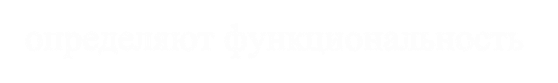 определяют функциональность